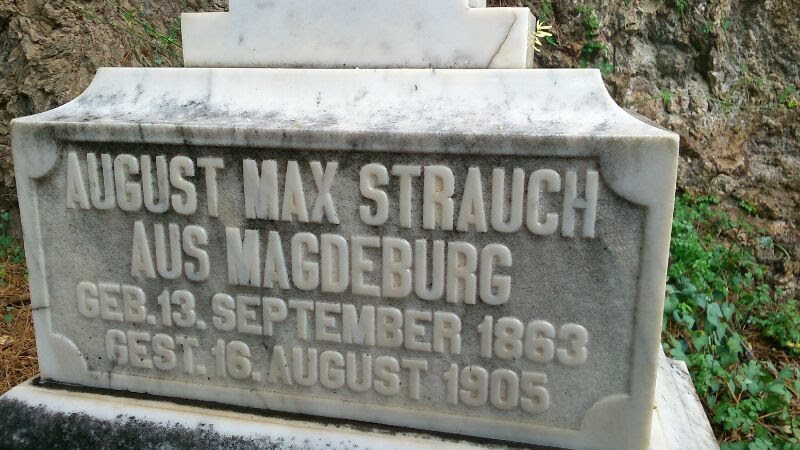 AUGUST MAX STRAUCH
AUS MAGDEBURG
GEB. 13. SEPTEMBER 1863
GEST. 16. AUGUST 1905